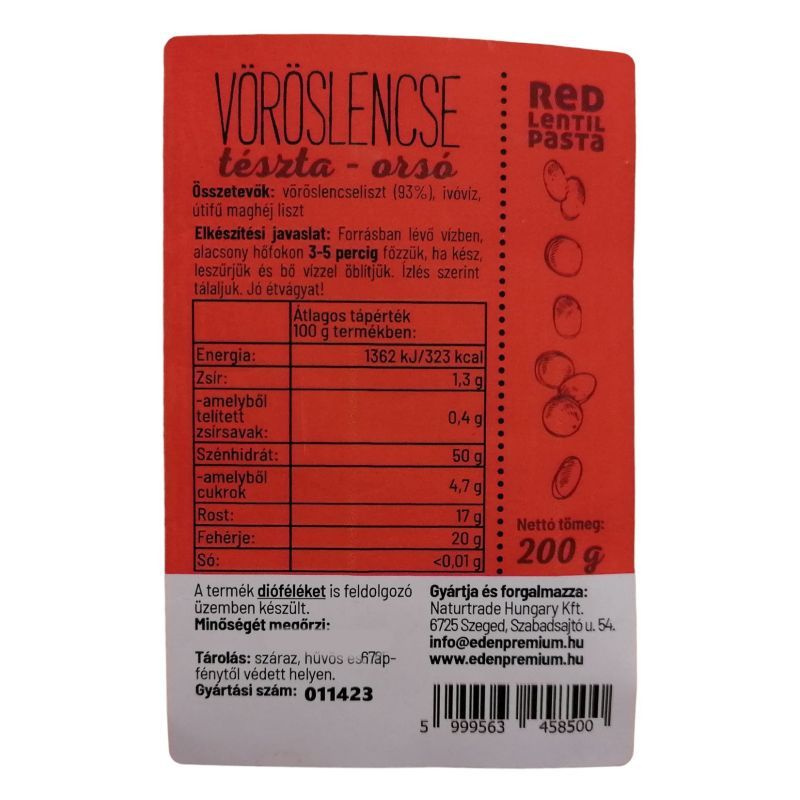 VÖRÖSLENCSE
tészta - orsó
Összetevők: vöröslencseliszt (93%), ivóvíz,
útifű maghéj liszt
Elkészítési javaslat: Forrásban lévő vízben,
alacsony hőfokon 3-5 percig főzzük, ha kész,
leszűrjük és bő vízzel öblítjük. Ízlés szerint
tálaljuk. Jó étvágyat!
Átlagos tápérték
100 g termékben:
Energia: 1362 kJ/323 kcal
Zsír: 1,3 g
-amelyből
telített
zsírsavak: 0,4 g
Szénhidrát: 50 g
-amelyből
cukrok 4,7 g
Rost: 17 g
Fehérje: 20 g
Só: <0,01 g
RED
LENTIL
PASTA
Nettó tömeg:
200 g
A termék dióféléket is feldolgozó
üzemben készült.
Minőségét megőrzi:
Tárolás: száraz, hűvös
fénytől védett helyen.
Gyártási szám: 011423
Gyártja és forgalmazza:
Naturtrade Hungary Kft.
6725 Szeged, Szabadsajtó u. 54.
info@edenpremium.hu
www.edenpremium.hu
5 999563 458500